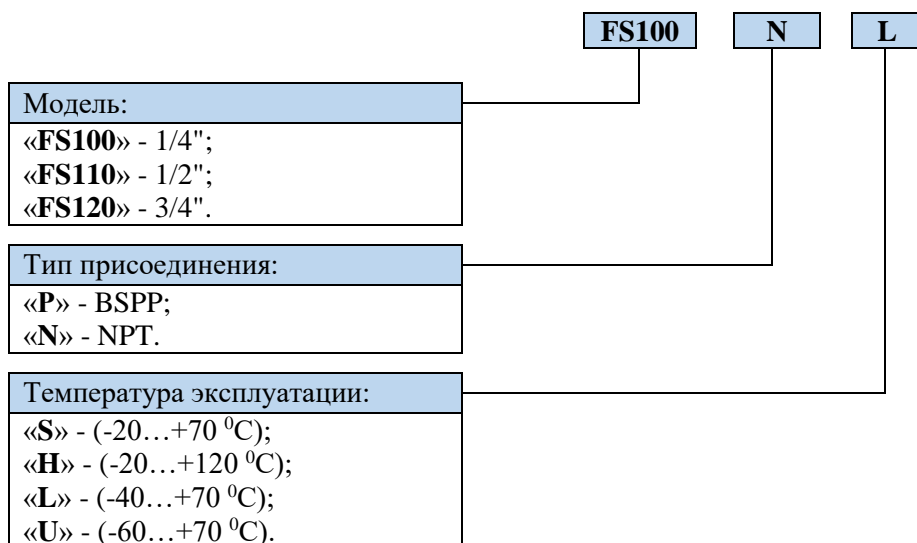 FS100 N L
Модель:
«FS100» - 1/4";
«FS110» - 1/2";
«FS120» - 3/4".
Тип присоединения:
«P» - BSPP;
«N» - NPT.
Температура эксплуатации:
«S» - (-20…+70 ⁰C);
«H» - (-20…+120 ⁰C);
«L» - (-40…+70 ⁰C);
«U» - (-60…+70 ⁰C).